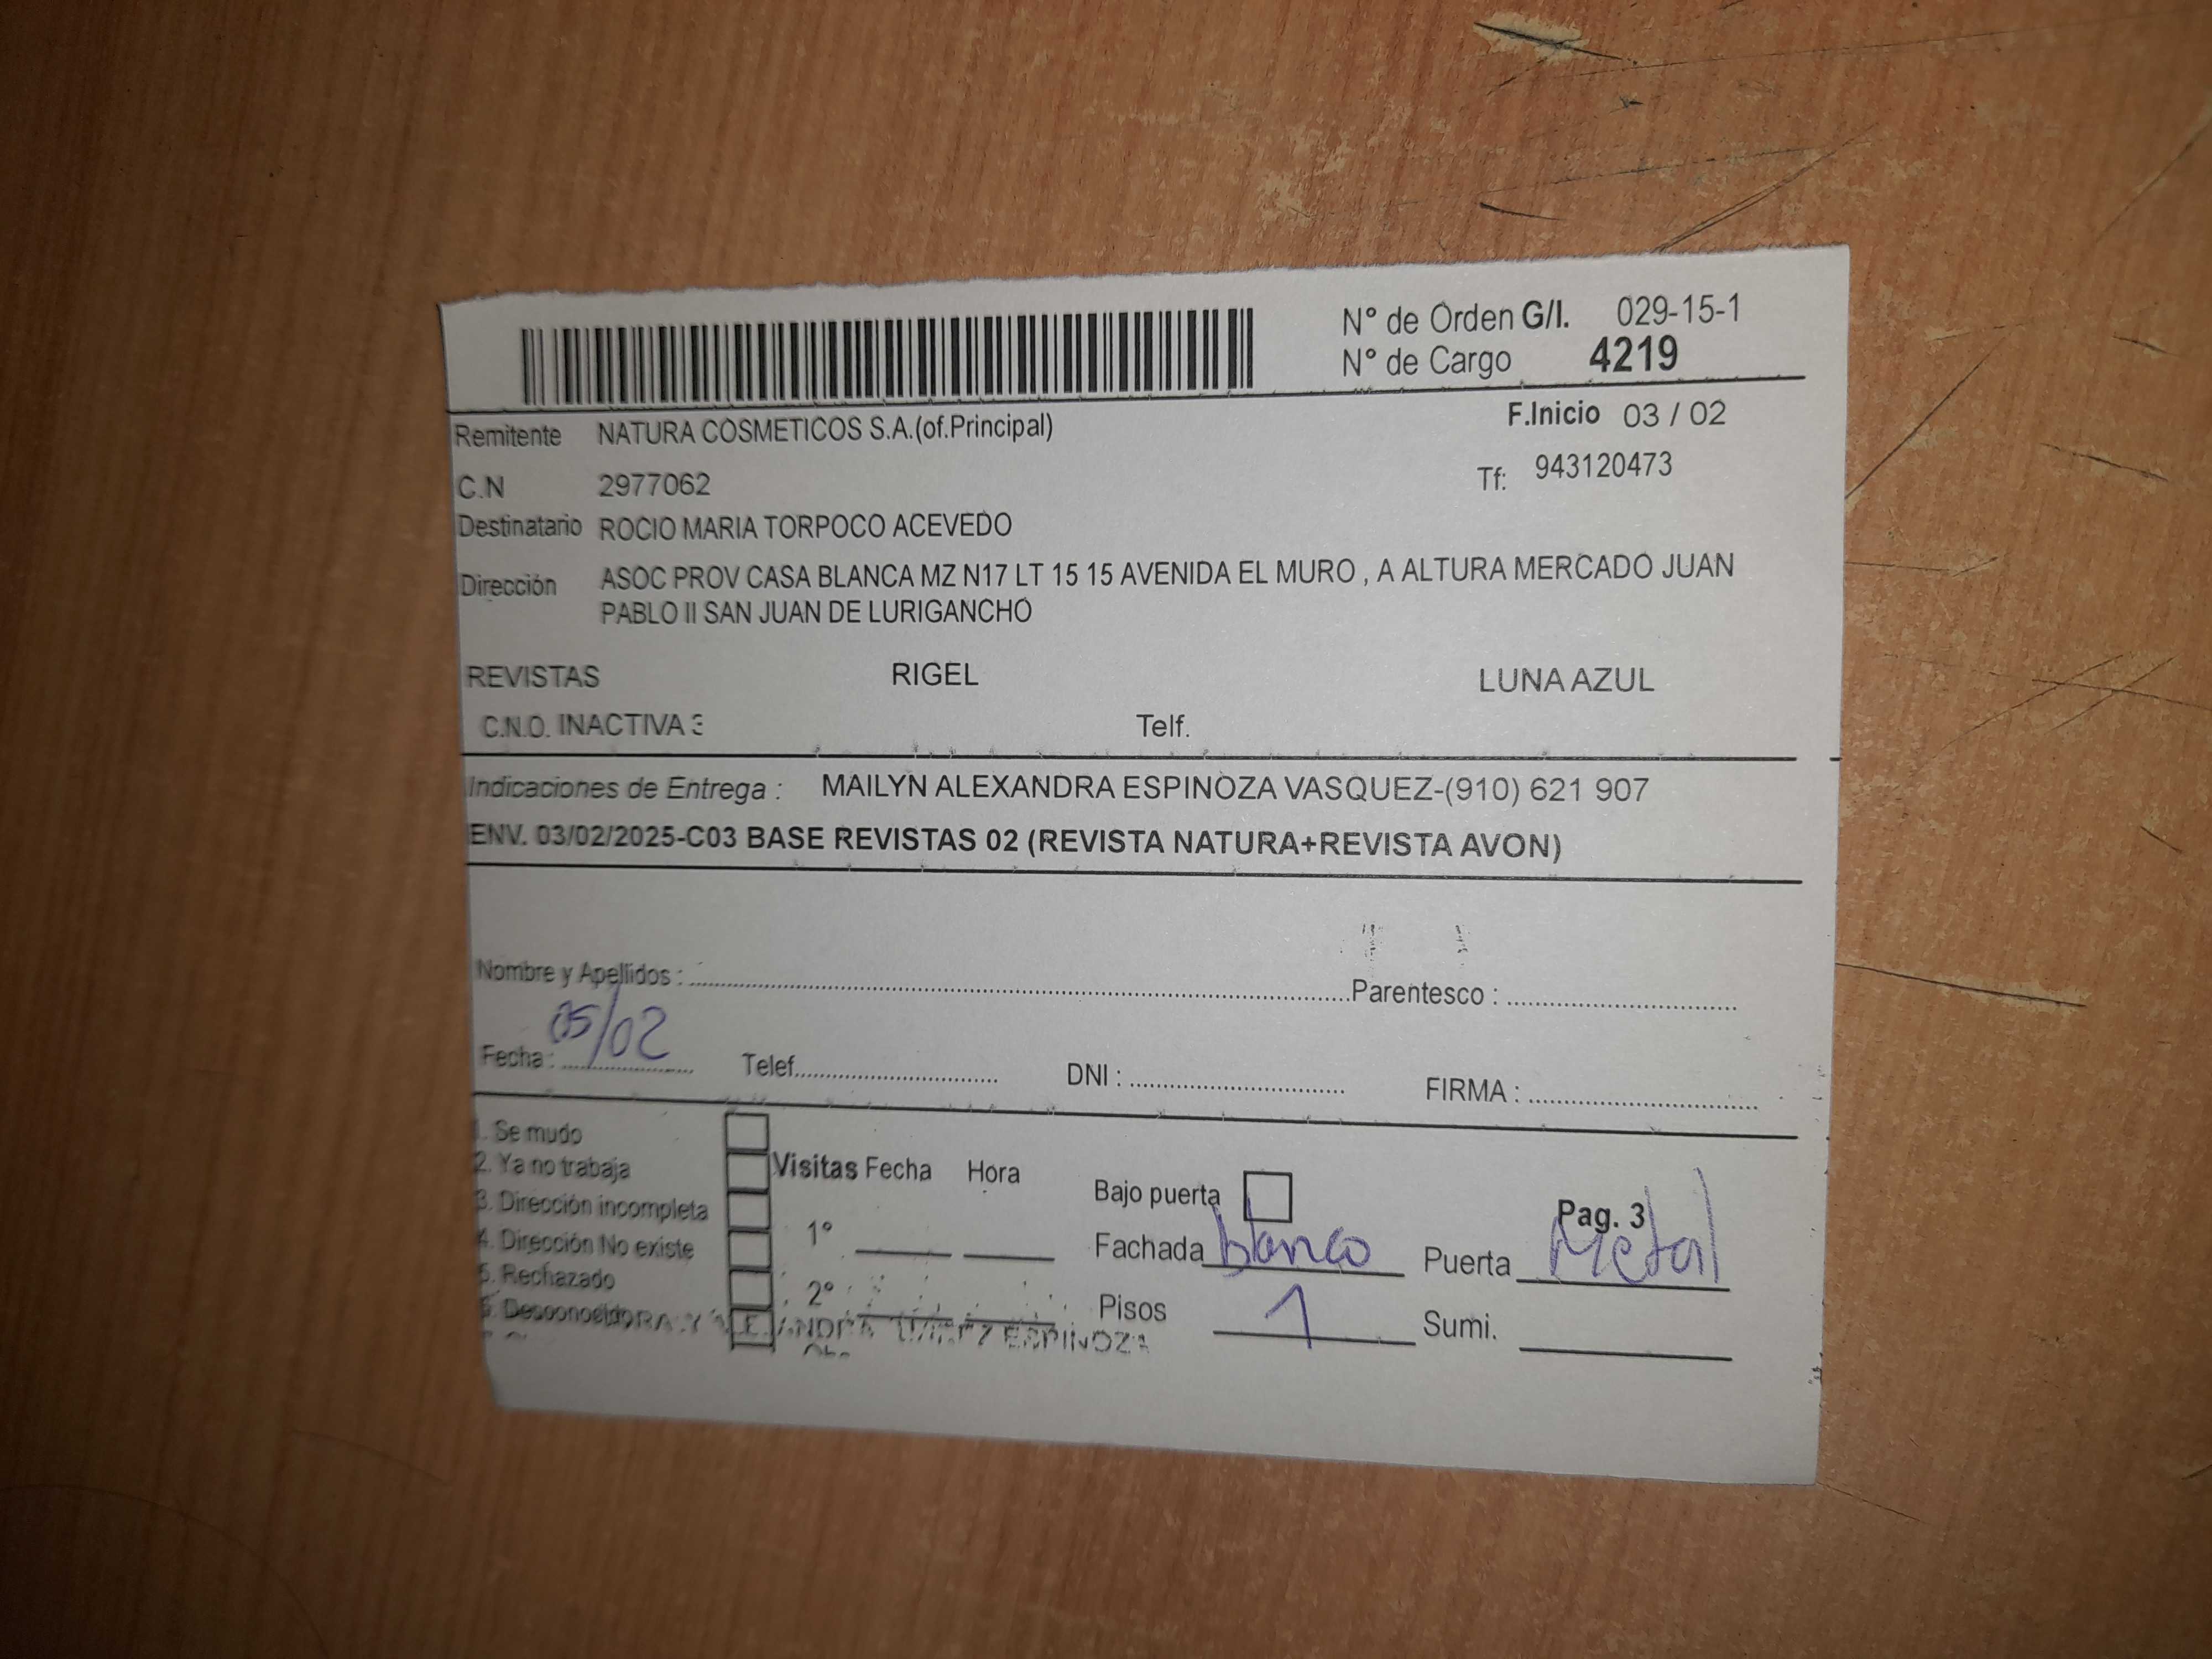 N° de Orden G/I. 029-15-1
N° de Cargo 4219
Remitente NATURA COSMETICOS S.A.(of.Principal) F.Inicio 03 / 02
C.N 2977062 Tf: 943120473
Destinatario ROCIO MARIA TORPOCO ACEVEDO
Dirección ASOC PROV CASA BLANCA MZ N17 LT 15 15 AVENIDA EL MURO , A ALTURA MERCADO JUAN
PABLO II SAN JUAN DE LURIGANCHO
REVISTAS RIGEL LUNA AZUL
C.N.O. INACTIVA 3 Telf.
Indicaciones de Entrega : MAILYN ALEXANDRA ESPINOZA VASQUEZ-(910) 621 907
ENV. 03/02/2025-C03 BASE REVISTAS 02 (REVISTA NATURA+REVISTA AVON)
Nombre y Apellidos : Parentesco :
Fecha : 05/02 Telef. DNI : FIRMA :
1. Se mudo
2. Ya no trabaja Visitas Fecha Hora Bajo puerta
3. Dirección incompleta Pag. 3
4. Dirección No existe 1° Fachada blanco Puerta Metal
5. Rechazado 2° Pisos 1 Sumi.
6. Desconocido ESPINOZA